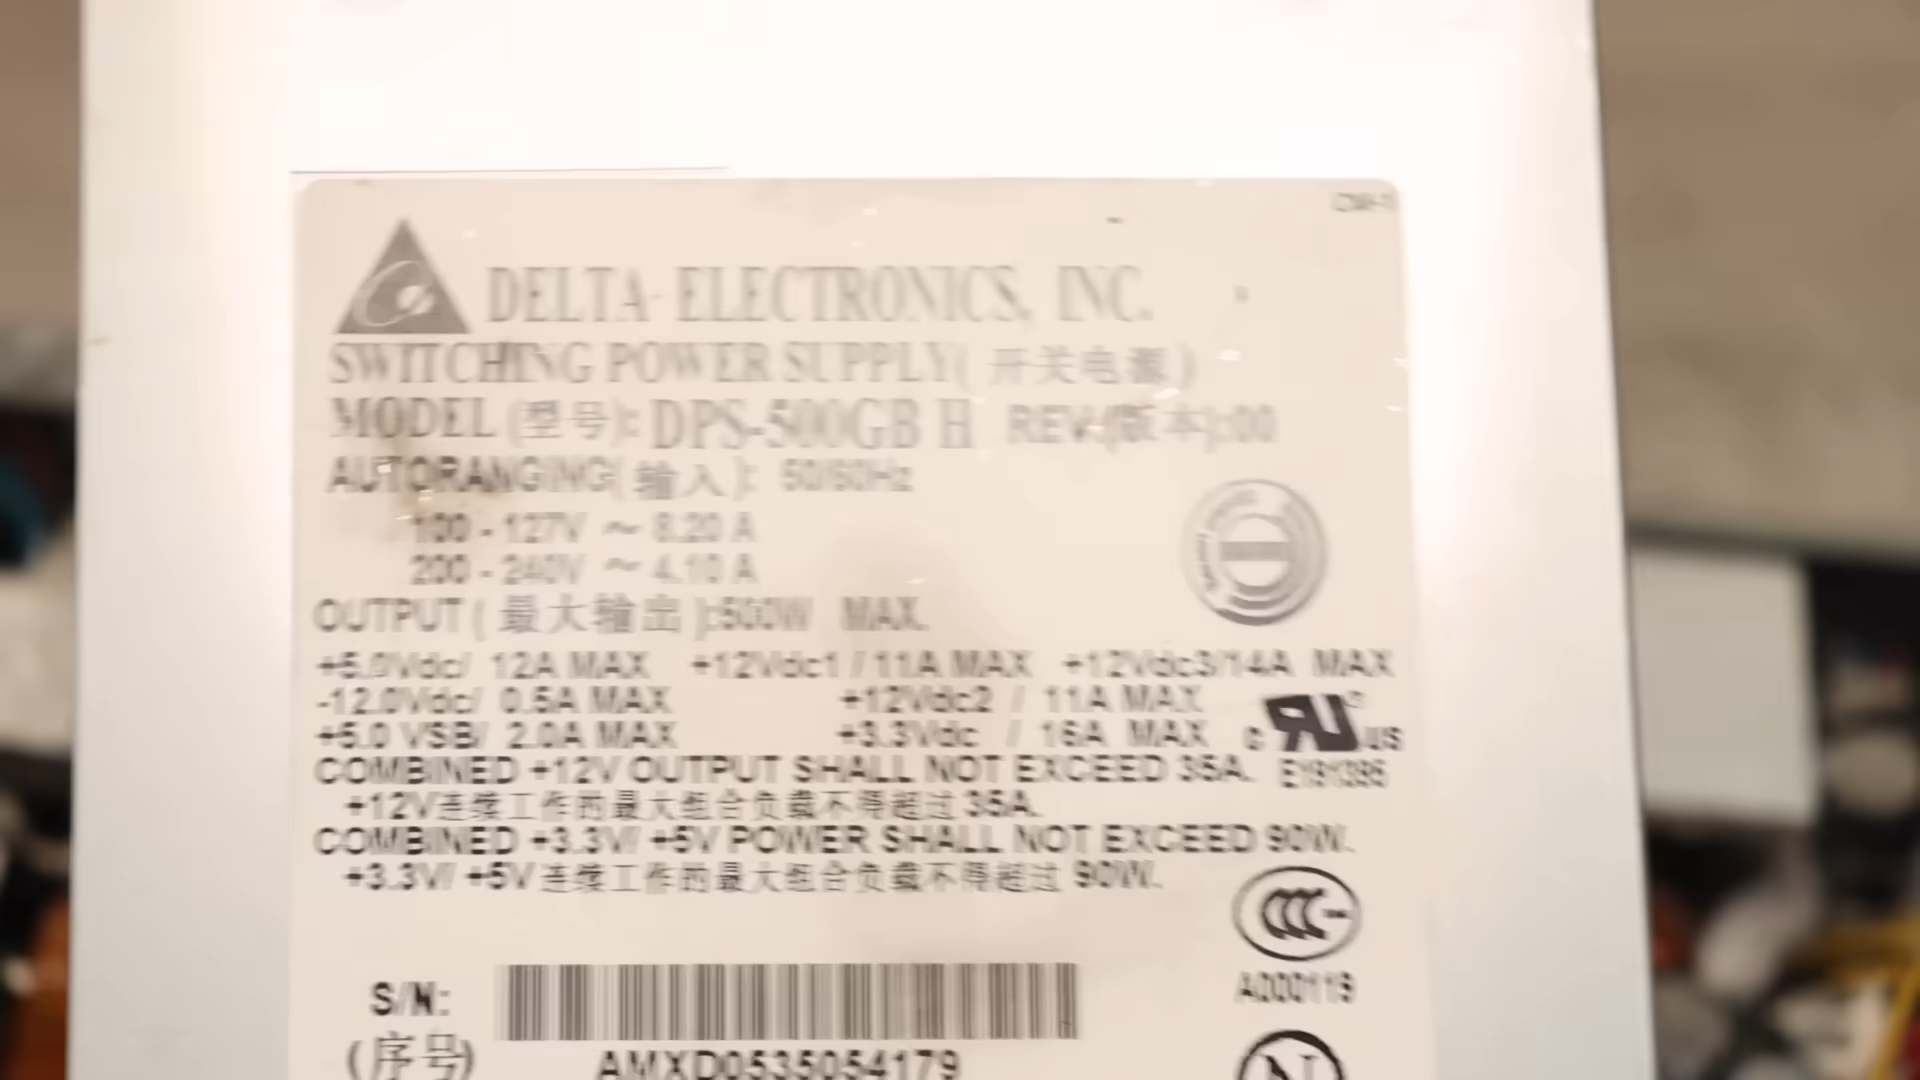 DELTA ELECTRONICS, INC.
SWITCHING POWER SUPPLY( 开关电源 )
MODEL (型号): DPS-500GB H REV.(版本):00
AUTORANGING( 输入 ): 50/60Hz
100 - 127V ～ 8.20 A
200 - 240V ～ 4.10 A
OUTPUT ( 最大输出 ):500W MAX.
+5.0Vdc/ 12A MAX +12Vdc1 / 11A MAX +12Vdc3/14A MAX
-12.0Vdc/ 0.5A MAX +12Vdc2 / 11A MAX
+5.0 VSB/ 2.0A MAX +3.3Vdc / 16A MAX
c RU US
COMBINED +12V OUTPUT SHALL NOT EXCEED 35A. E191395
+12V连续工作的最大组合负载不得超过 35A.
COMBINED +3.3V/ +5V POWER SHALL NOT EXCEED 90W.
+3.3V/ +5V连续工作的最大组合负载不得超过 90W.
CCC
A000119
S/N:
(序号)
AMXD0535054179
N